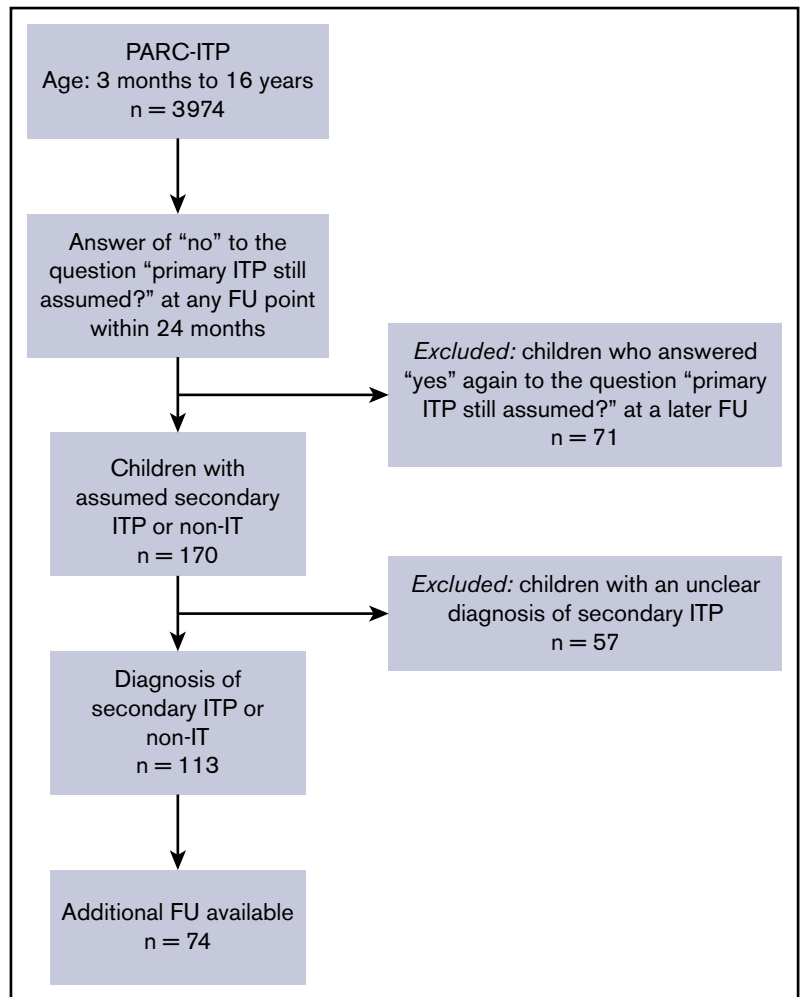 PARC-ITP
Age: 3 months to 16 years
n = 3974
Answer of “no” to the
question “primary ITP still
assumed?” at any FU point
within 24 months
Excluded: children who answered
“yes” again to the question “primary
ITP still assumed?” at a later FU
n = 71
Children with
assumed secondary
ITP or non-IT
n = 170
Excluded: children with an unclear
diagnosis of secondary ITP
n = 57
Diagnosis of
secondary ITP or
non-IT
n = 113
Additional FU available
n = 74